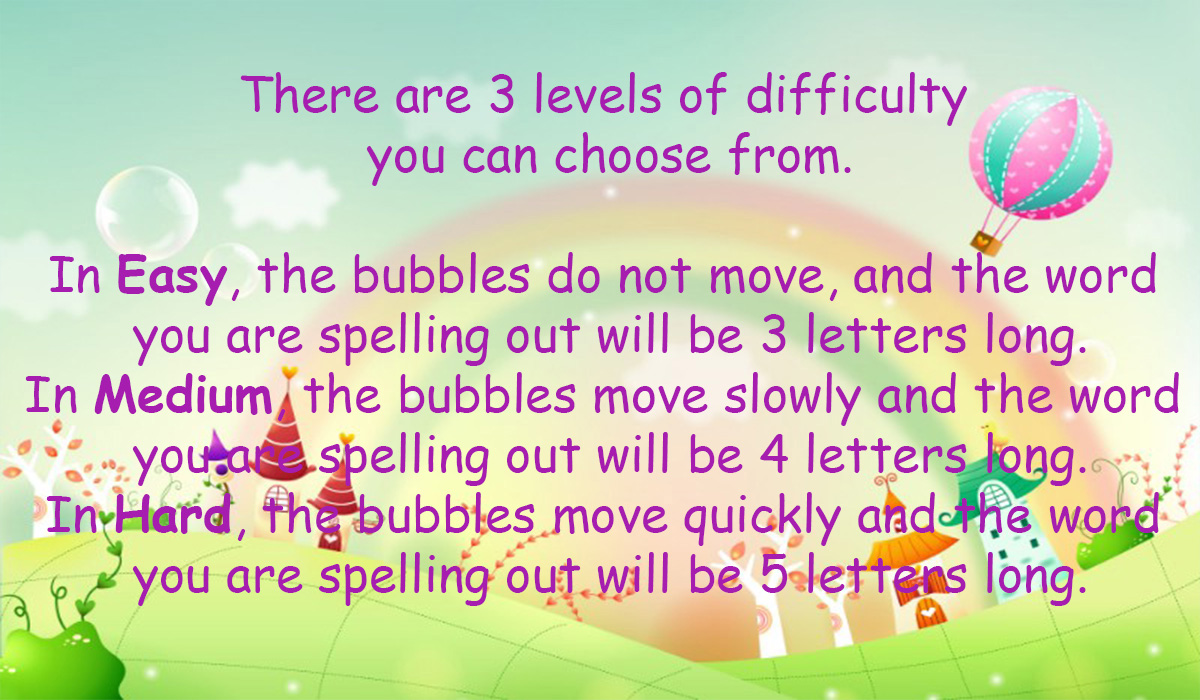 There are 3 levels of difficulty
you can choose from.
In Easy, the bubbles do not move, and the word
you are spelling out will be 3 letters long.
In Medium, the bubbles move slowly and the word
you are spelling out will be 4 letters long.
In Hard, the bubbles move quickly and the word
you are spelling out will be 5 letters long.